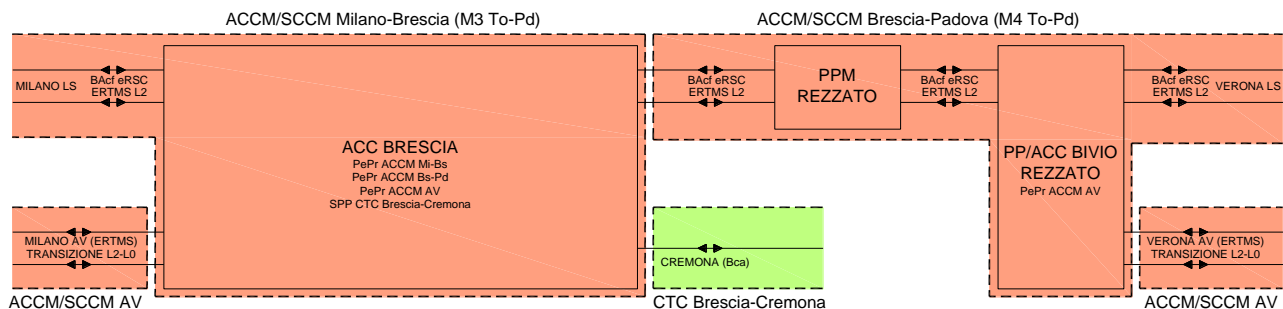 ACCM/SCCM Milano-Brescia (M3 To-Pd)
ACCM/SCCM Brescia-Padova (M4 To-Pd)
MILANO LS
BAcf eRSC
ERTMS L2
BAcf eRSC
ERTMS L2
PPM
REZZATO
BAcf eRSC
ERTMS L2
BAcf eRSC
ERTMS L2
VERONA LS
ACC BRESCIA
PePr ACCM Mi-Bs
PePr ACCM Bs-Pd
PePr ACCM AV
SPP CTC Brescia-Cremona
PP/ACC BIVIO
REZZATO
PePr ACCM AV
MILANO AV (ERTMS)
TRANSIZIONE L2-L0
CREMONA (Bca)
VERONA AV (ERTMS)
TRANSIZIONE L2-L0
ACCM/SCCM AV
CTC Brescia-Cremona
ACCM/SCCM AV